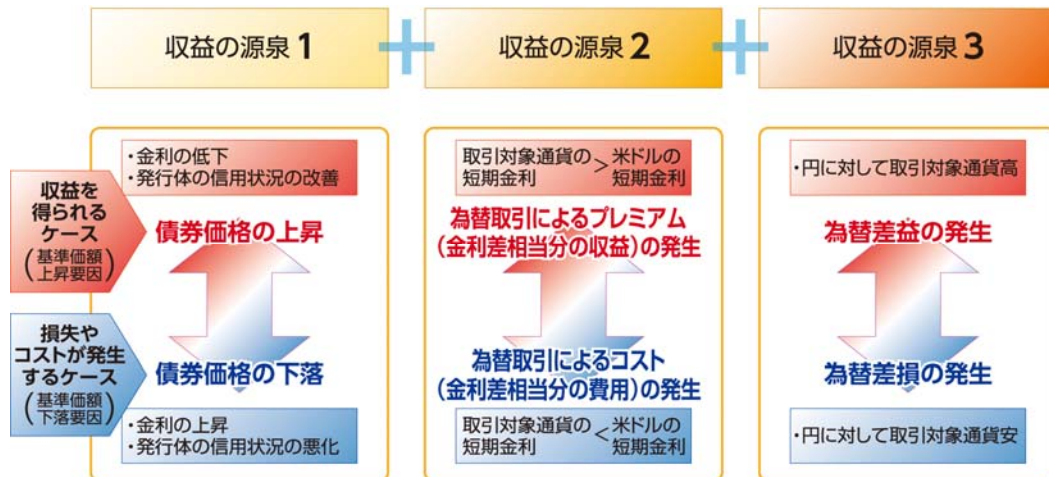 収益の源泉1
+
収益の源泉2
+
収益の源泉3
収益を
得られる
ケース
(基準価額
上昇要因)
・金利の低下
・発行体の信用状況の改善
債券価格の上昇
取引対象通貨の > 米ドルの
短期金利 短期金利
為替取引によるプレミアム
(金利差相当分の収益)の発生
・円に対して取引対象通貨高
為替差益の発生
損失や
コストが発生
するケース
(基準価額
下落要因)
債券価格の下落
・金利の上昇
・発行体の信用状況の悪化
為替取引によるコスト
(金利差相当分の費用)の発生
取引対象通貨の < 米ドルの
短期金利 短期金利
為替差損の発生
・円に対して取引対象通貨安